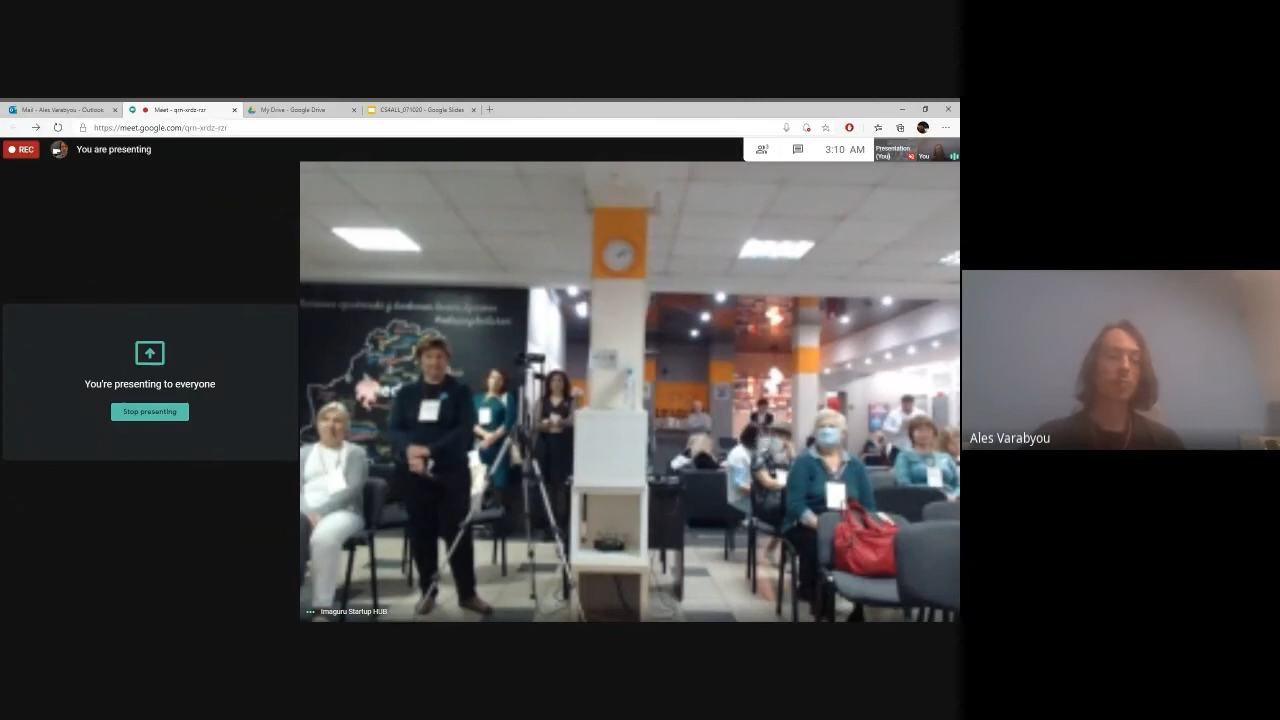 Mail - Ales Varabyou - Outlook
Meet - qrn-xrdz-rzr
My Drive - Google Drive
CS4ALL_071020 - Google Slides
https://meet.google.com/qrn-xrdz-rzr
REC
You are presenting
3:10 AM
Presentation
(You)
You
You're presenting to everyone
Stop presenting
Imaguru Startup HUB
Ales Varabyou